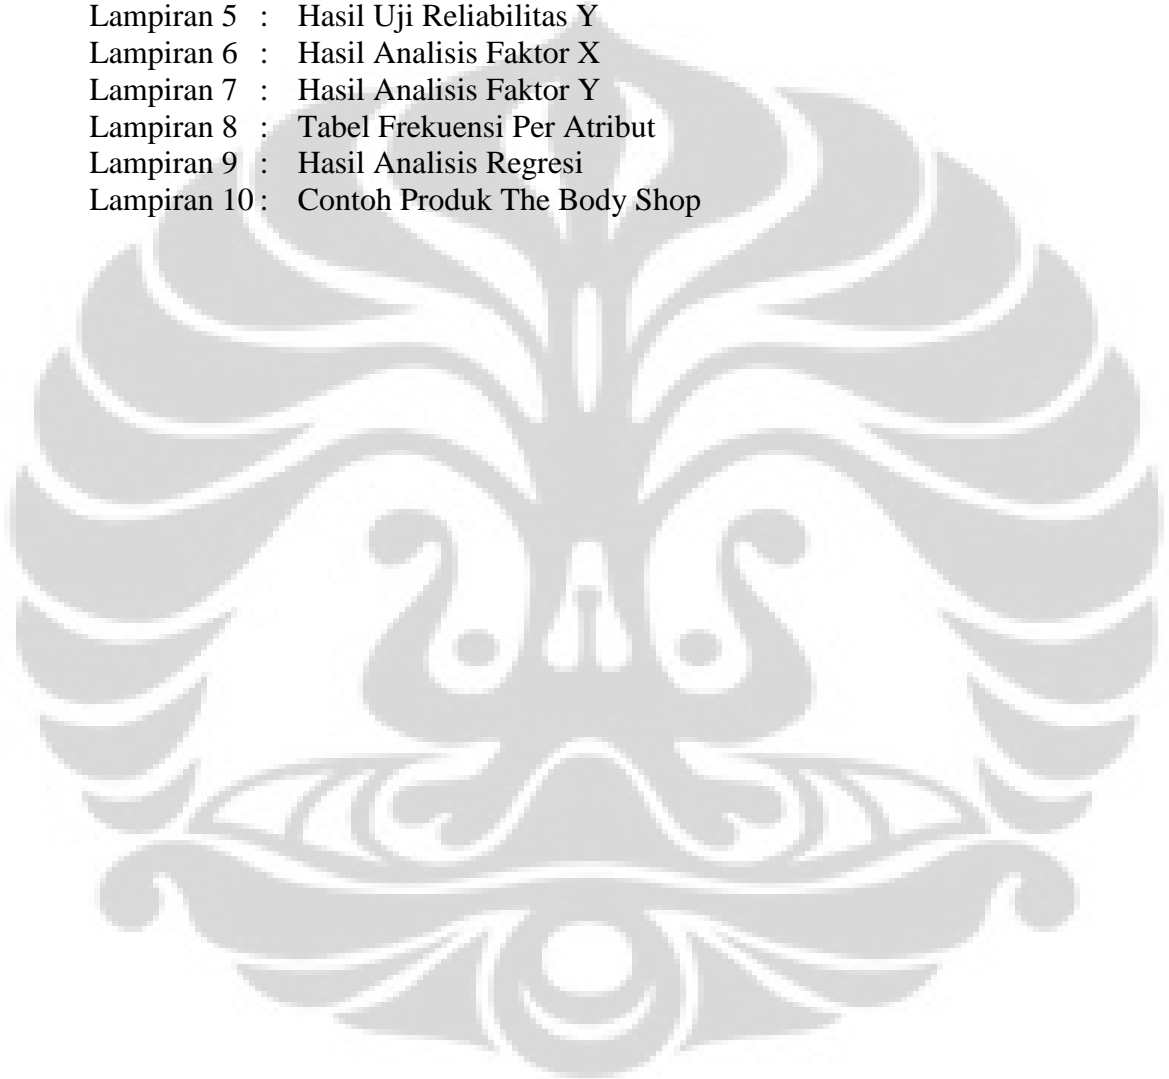 Lampiran 5 : Hasil Uji Reliabilitas Y
Lampiran 6 : Hasil Analisis Faktor X
Lampiran 7 : Hasil Analisis Faktor Y
Lampiran 8 : Tabel Frekuensi Per Atribut
Lampiran 9 : Hasil Analisis Regresi
Lampiran 10 : Contoh Produk The Body Shop